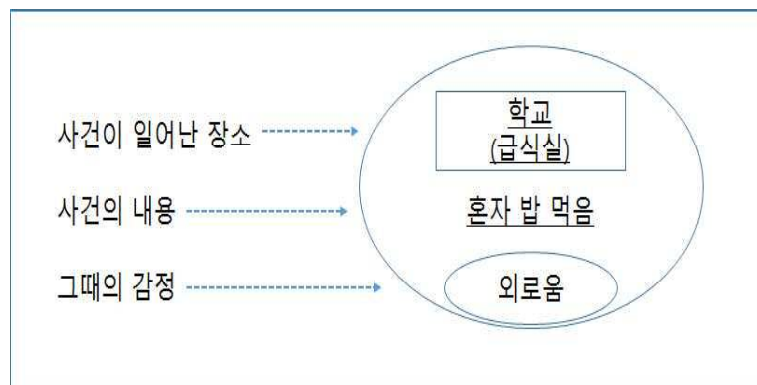 사건이 일어난 장소
학교
(급식실)
사건의 내용
혼자 밥 먹음
그때의 감정
외로움